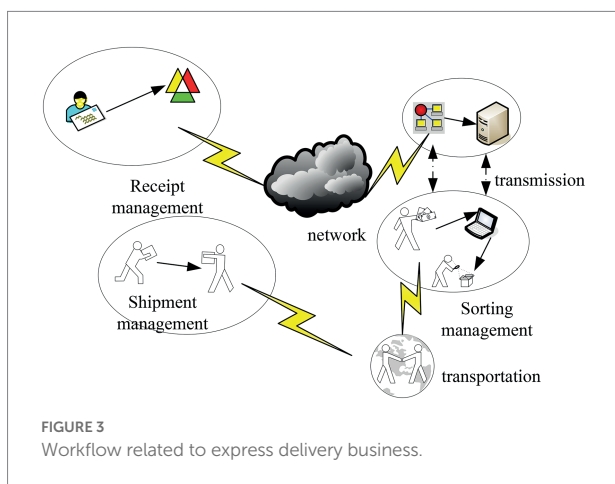 Receipt
management
network
transmission
Shipment
management
Sorting
management
transportation
FIGURE 3
Workflow related to express delivery business.